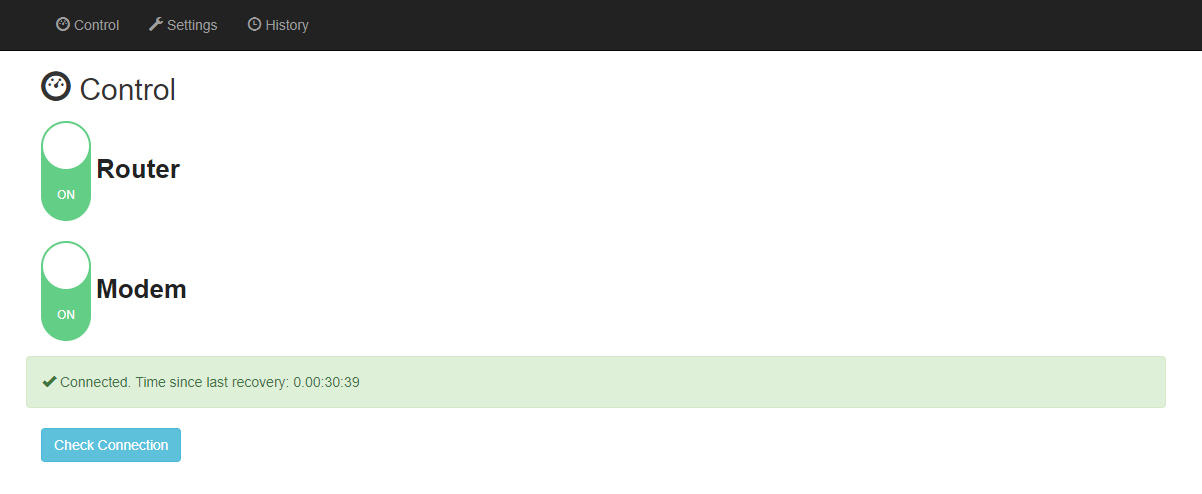 Control Settings History
Control
ON
Router
ON
Modem
Connected. Time since last recovery: 0.00:30:39
Check Connection